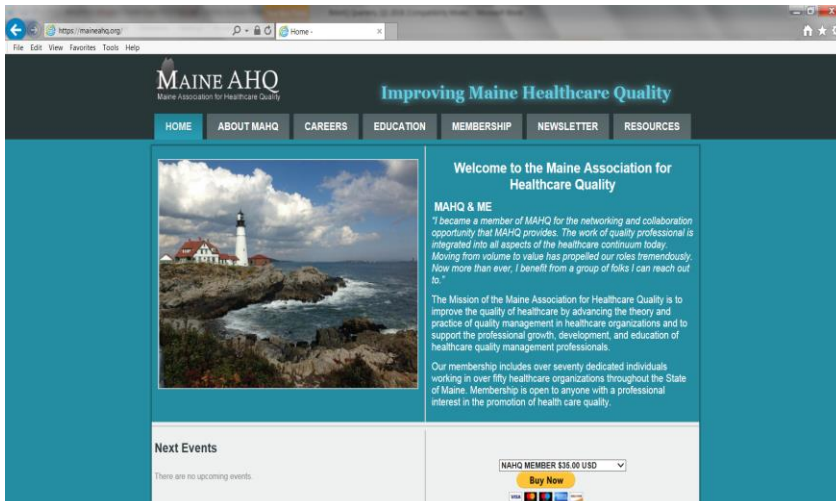 https://maineahq.org/
Home -
File Edit View Favorites Tools Help
MAINE AHQ
Maine Association for Healthcare Quality
Improving Maine Healthcare Quality
HOME ABOUT MAHQ CAREERS EDUCATION MEMBERSHIP NEWSLETTER RESOURCES
Welcome to the Maine Association for
Healthcare Quality
MAHQ & ME
"I became a member of MAHQ for the networking and collaboration
opportunity that MAHQ provides. The work of quality professional is
integrated into all aspects of the healthcare continuum today.
Moving from volume to value has propelled our roles tremendously.
Now more than ever, I benefit from a group of folks I can reach out
to."
The Mission of the Maine Association for Healthcare Quality is to
improve the quality of healthcare by advancing the theory and
practice of quality management in healthcare organizations and to
support the professional growth, development, and education of
healthcare quality management professionals.
Our membership includes over seventy dedicated individuals
working in over fifty healthcare organizations throughout the State
of Maine. Membership is open to anyone with a professional
interest in the promotion of health care quality.
Next Events
There are no upcoming events.
NAHQ MEMBER $35.00 USD
Buy Now
VISA